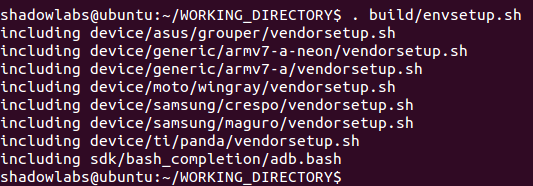 shadowlabs@ubuntu:~/WORKING_DIRECTORY$ . build/envsetup.sh
including device/asus/grouper/vendorsetup.sh
including device/generic/armv7-a-neon/vendorsetup.sh
including device/generic/armv7-a/vendorsetup.sh
including device/moto/wingray/vendorsetup.sh
including device/samsung/crespo/vendorsetup.sh
including device/samsung/maguro/vendorsetup.sh
including device/ti/panda/vendorsetup.sh
including sdk/bash_completion/adb.bash
shadowlabs@ubuntu:~/WORKING_DIRECTORY$